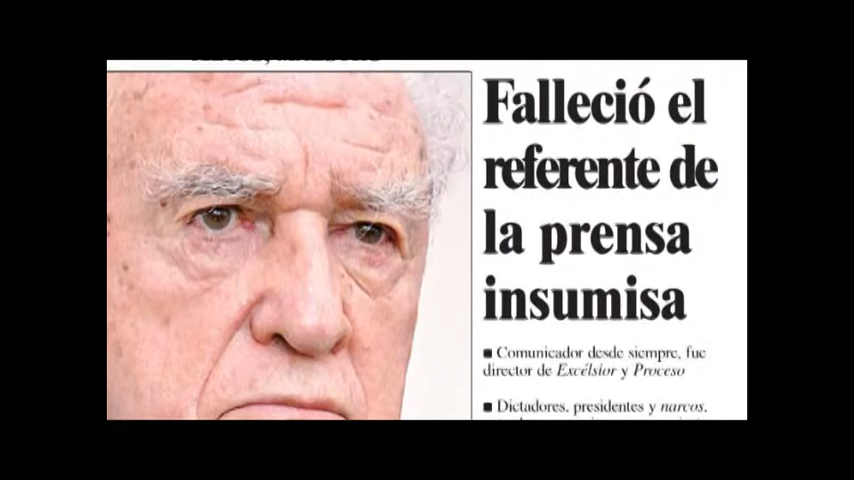 Falleció el
referente de
la prensa
insumisa
■ Comunicador desde siempre, fue
director de Excélsior y Proceso
■ Dictadores, presidentes y narcos,